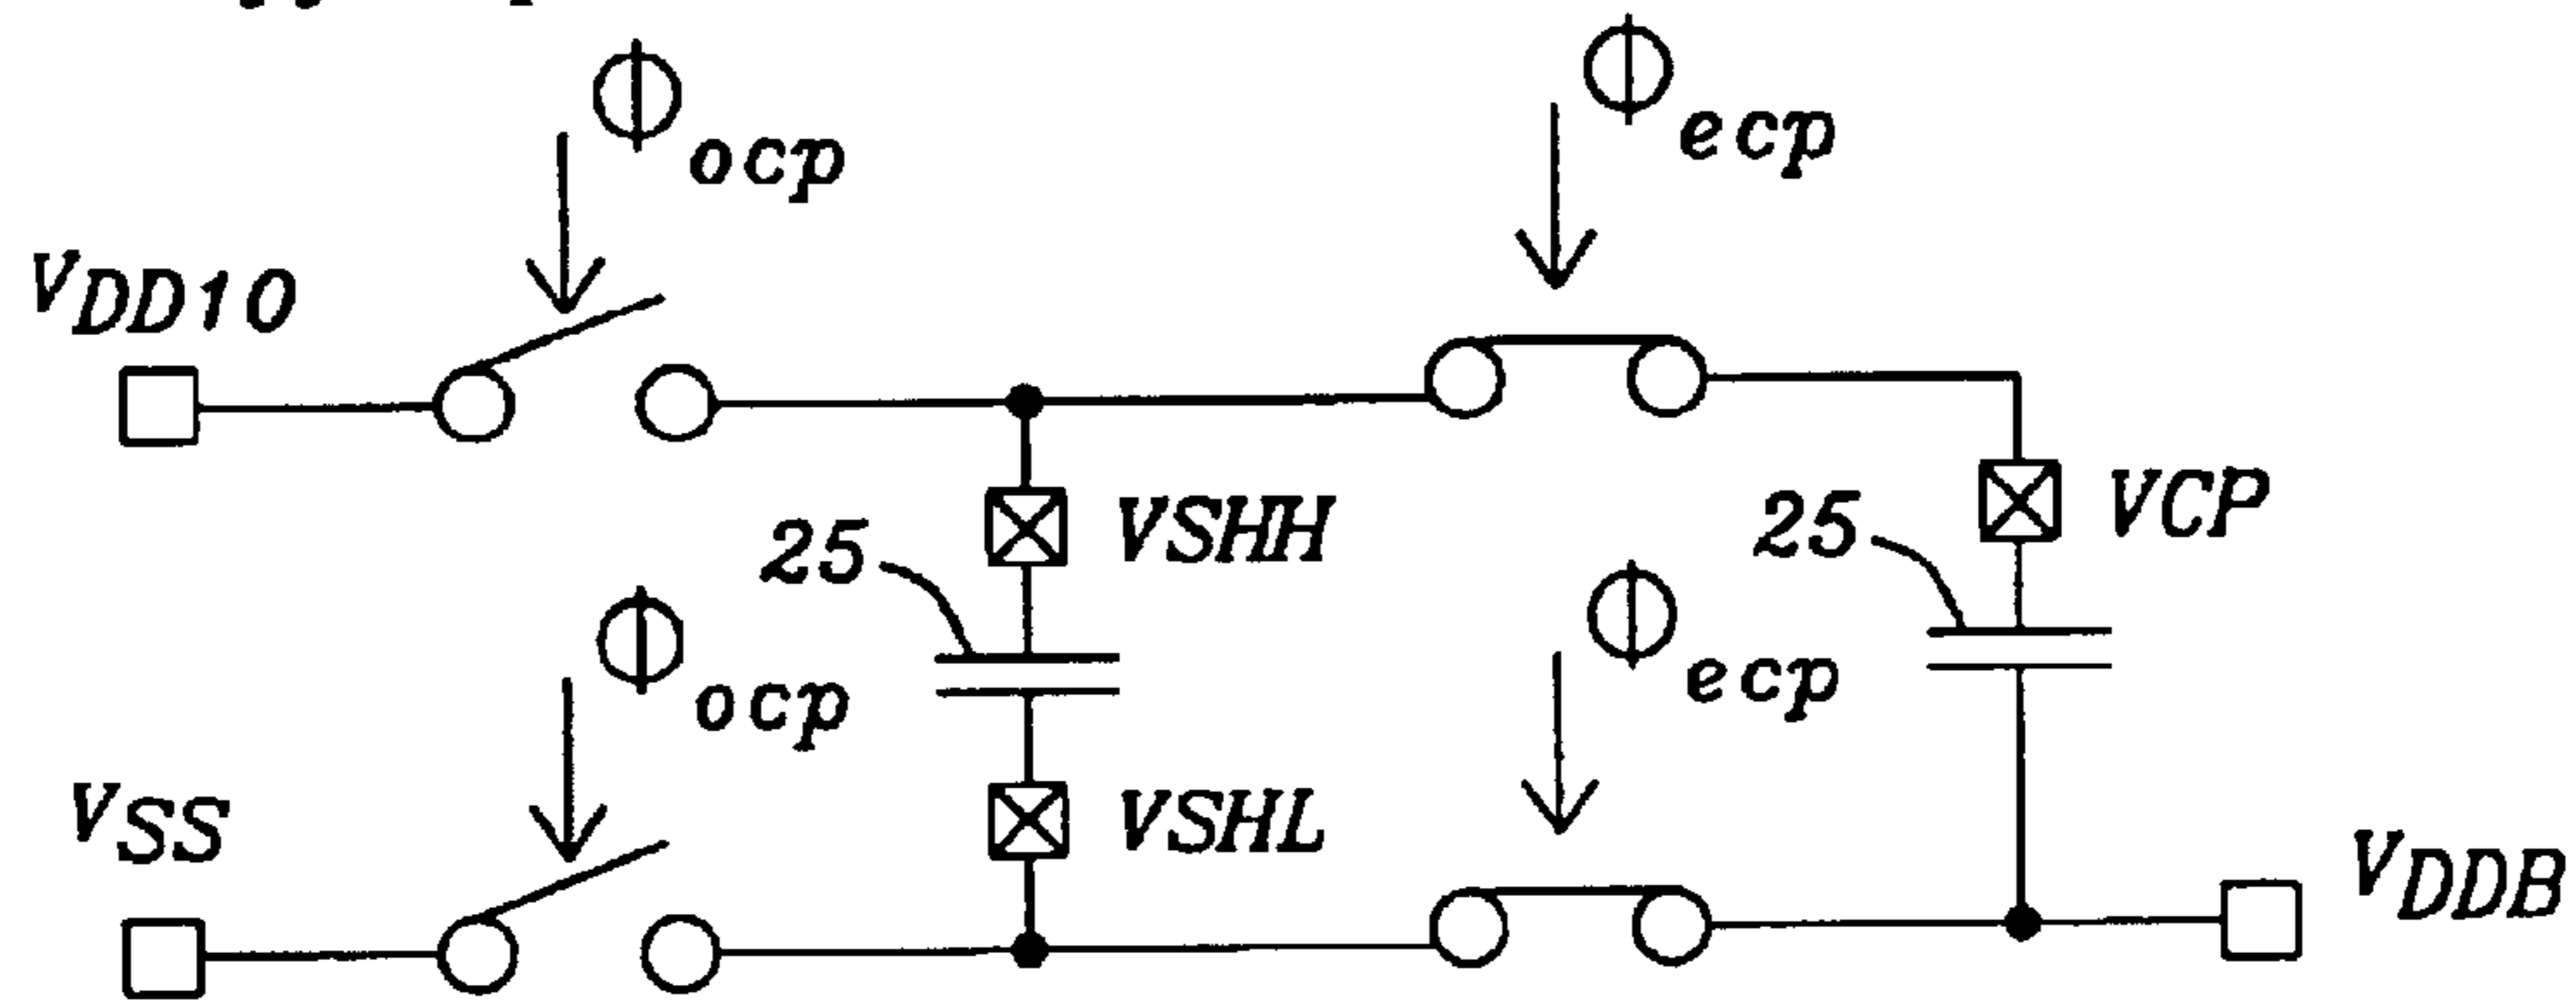 ϕocp
ϕecp
VDD10
25
VSHH
25
VCP
ϕocp
ϕecp
VSS
VSHL
VDDB